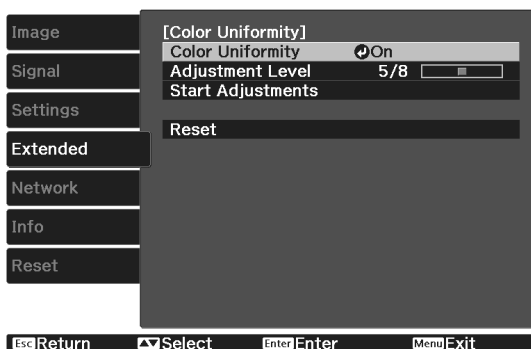 Image
Signal
Settings
Extended
Network
Info
Reset
[Color Uniformity]
Color Uniformity On
Adjustment Level 5/8
Start Adjustments
Reset
Esc Return Select Enter Enter Menu Exit